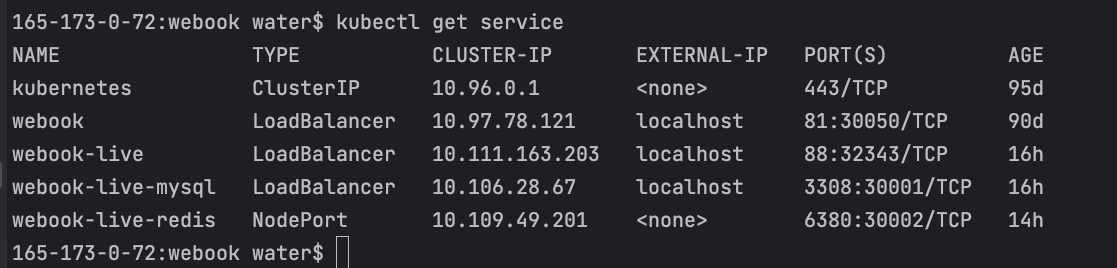 165-173-0-72:webook water$ kubectl get service
NAME TYPE CLUSTER-IP EXTERNAL-IP PORT(S) AGE
kubernetes ClusterIP 10.96.0.1 <none> 443/TCP 95d
webook LoadBalancer 10.97.78.121 localhost 81:30050/TCP 90d
webook-live LoadBalancer 10.111.163.203 localhost 88:32343/TCP 16h
webook-live-mysql LoadBalancer 10.106.28.67 localhost 3308:30001/TCP 16h
webook-live-redis NodePort 10.109.49.201 <none> 6380:30002/TCP 14h
165-173-0-72:webook water$